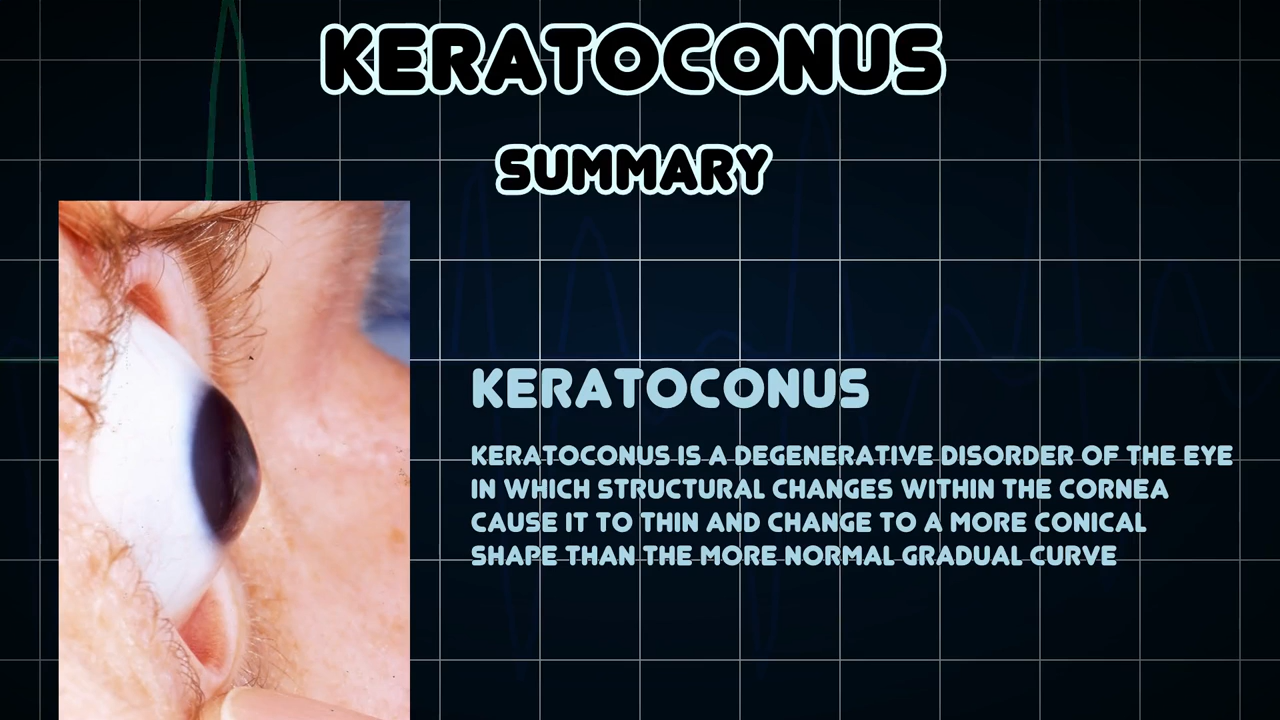 KERATOCONUS
SUMMARY
KERATOCONUS
KERATOCONUS IS A DEGENERATIVE DISORDER OF THE EYE
IN WHICH STRUCTURAL CHANGES WITHIN THE CORNEA
CAUSE IT TO THIN AND CHANGE TO A MORE CONICAL
SHAPE THAN THE MORE NORMAL GRADUAL CURVE